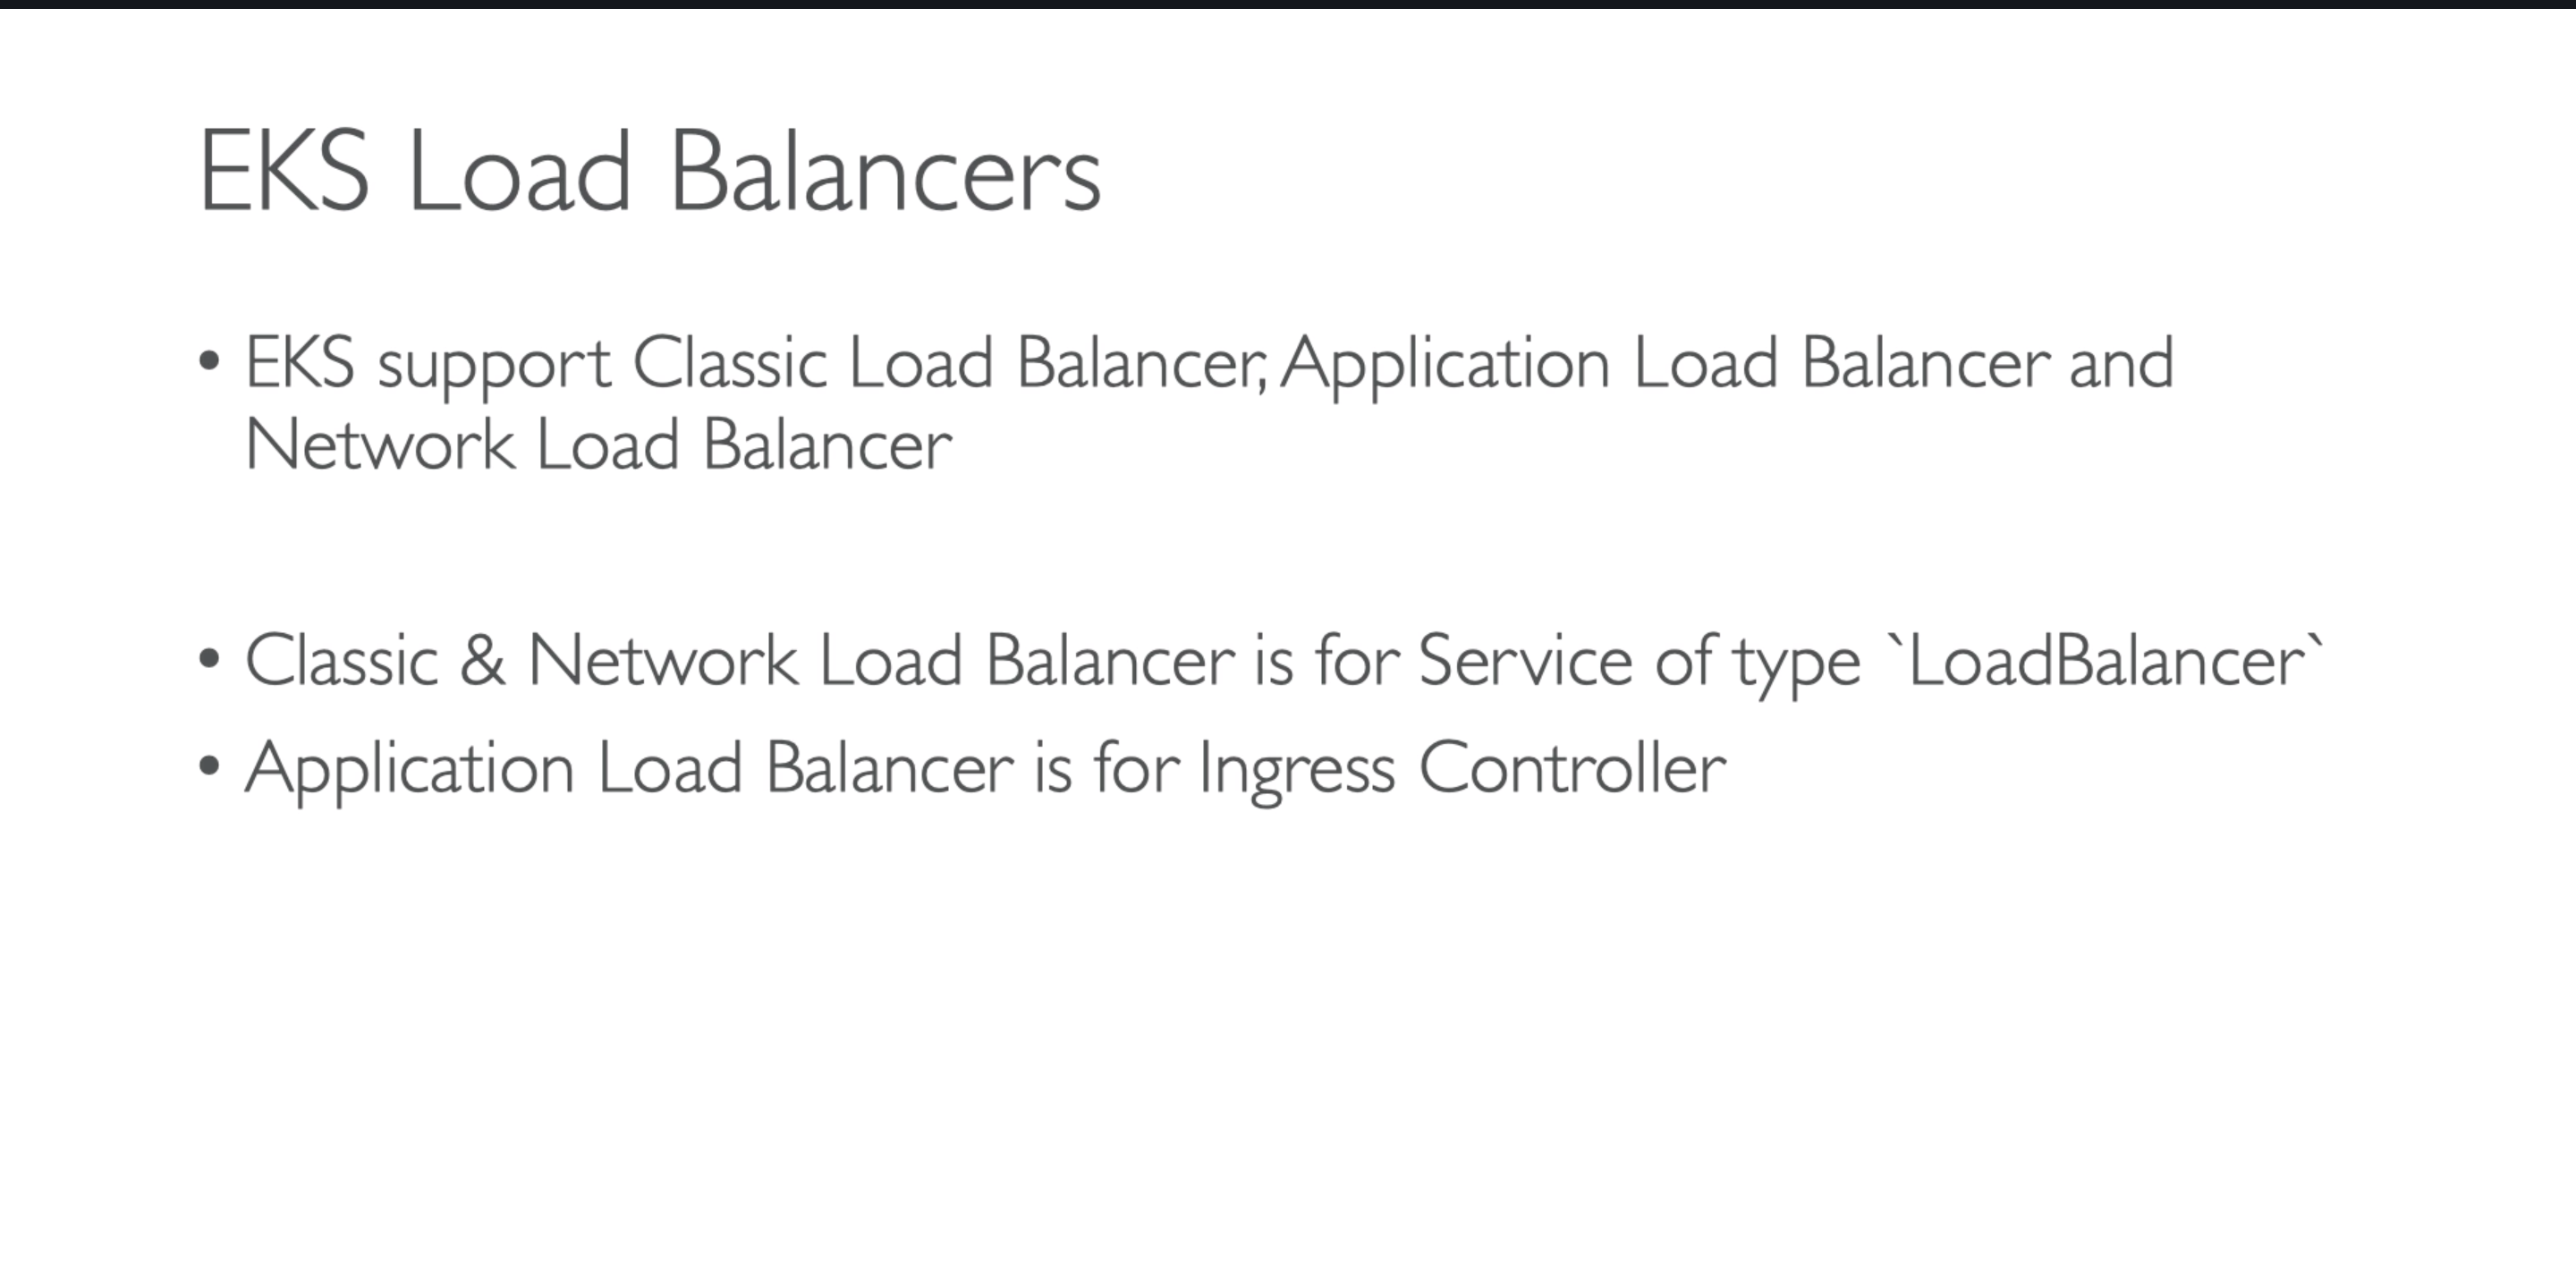 EKS Load Balancers
• EKS support Classic Load Balancer, Application Load Balancer and
Network Load Balancer
• Classic & Network Load Balancer is for Service of type `LoadBalancer`
• Application Load Balancer is for Ingress Controller